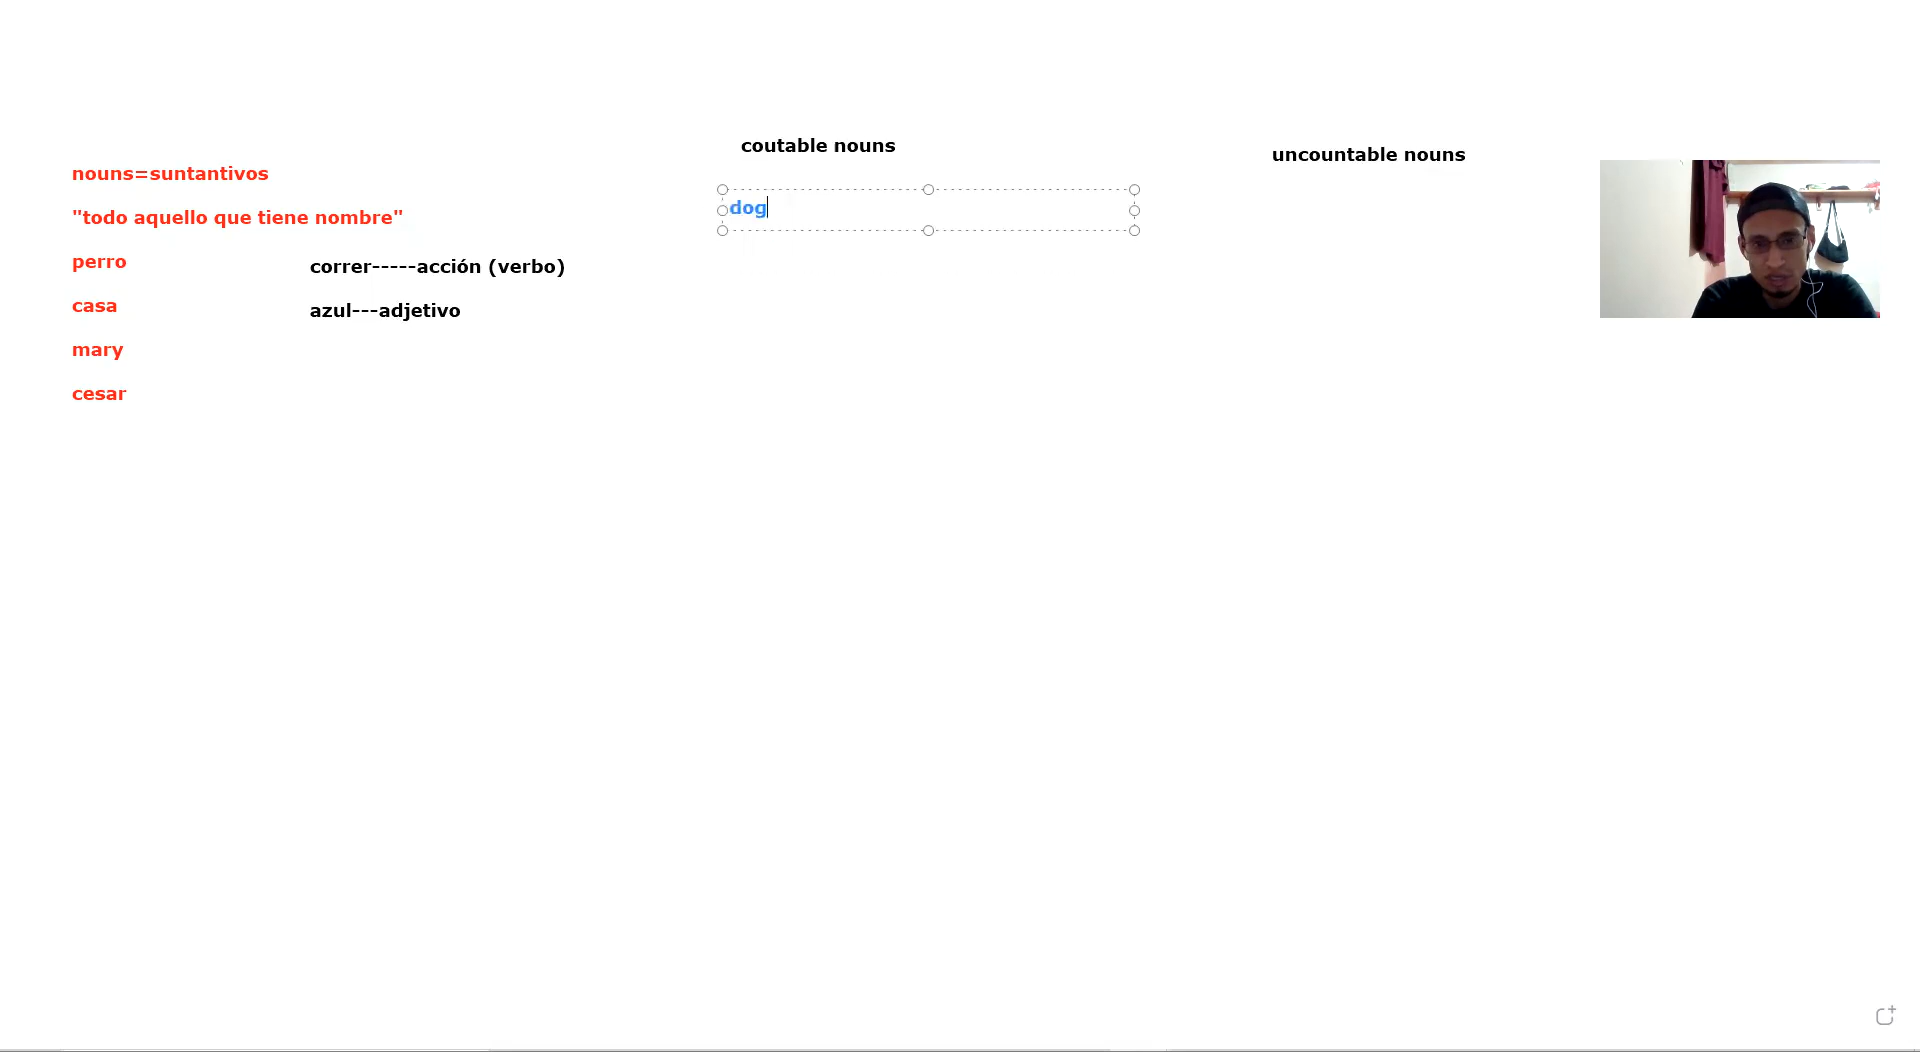 nouns=suntantivos
"todo aquello que tiene nombre"
perro
casa
mary
cesar
correr-----acción (verbo)
azul---adjetivo
coutable nouns
dog
uncountable nouns